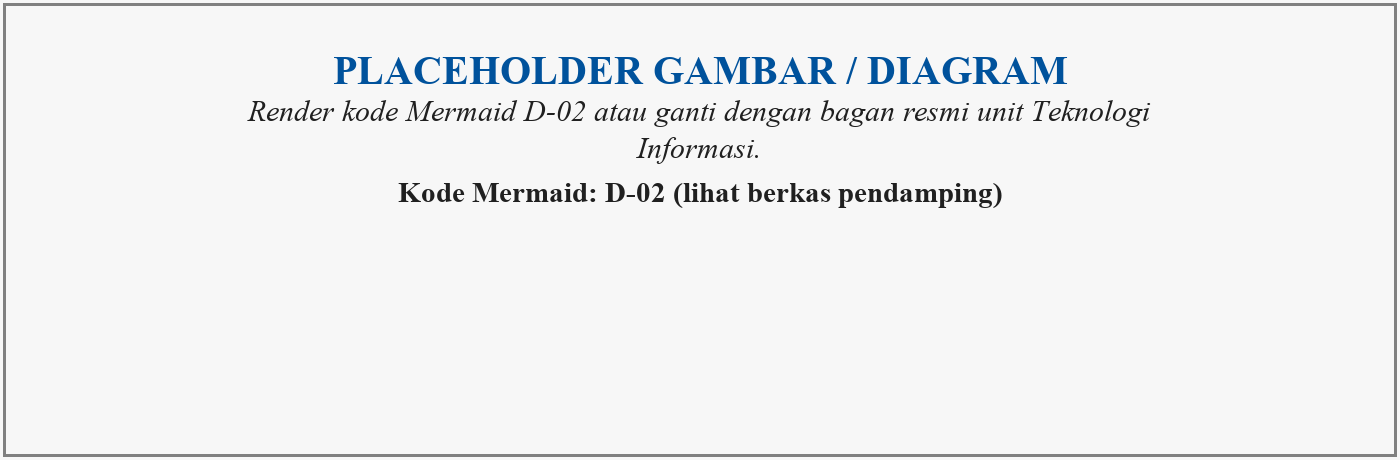 PLACEHOLDER GAMBAR / DIAGRAM
Render kode Mermaid D-02 atau ganti dengan bagan resmi unit Teknologi
Informasi.
Kode Mermaid: D-02 (lihat berkas pendamping)